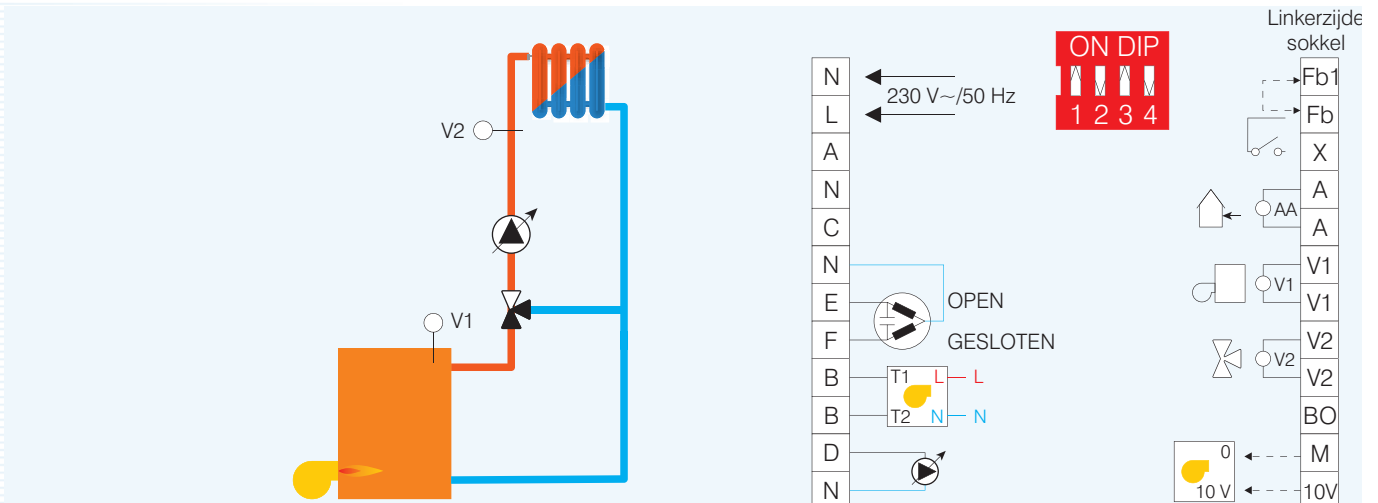 V2
V1
N
L
A
N
C
N
E
F
B
B
D
N
230 V~/50 Hz
OPEN
GESLOTEN
T1 L L
T2 N N
ON DIP
1 2 3 4
Linkerzijde
sokkel
Fb1
Fb
X
A
AA
A
V1
V1
V1
V2
V2
V2
BO
0 M
10 V 10V